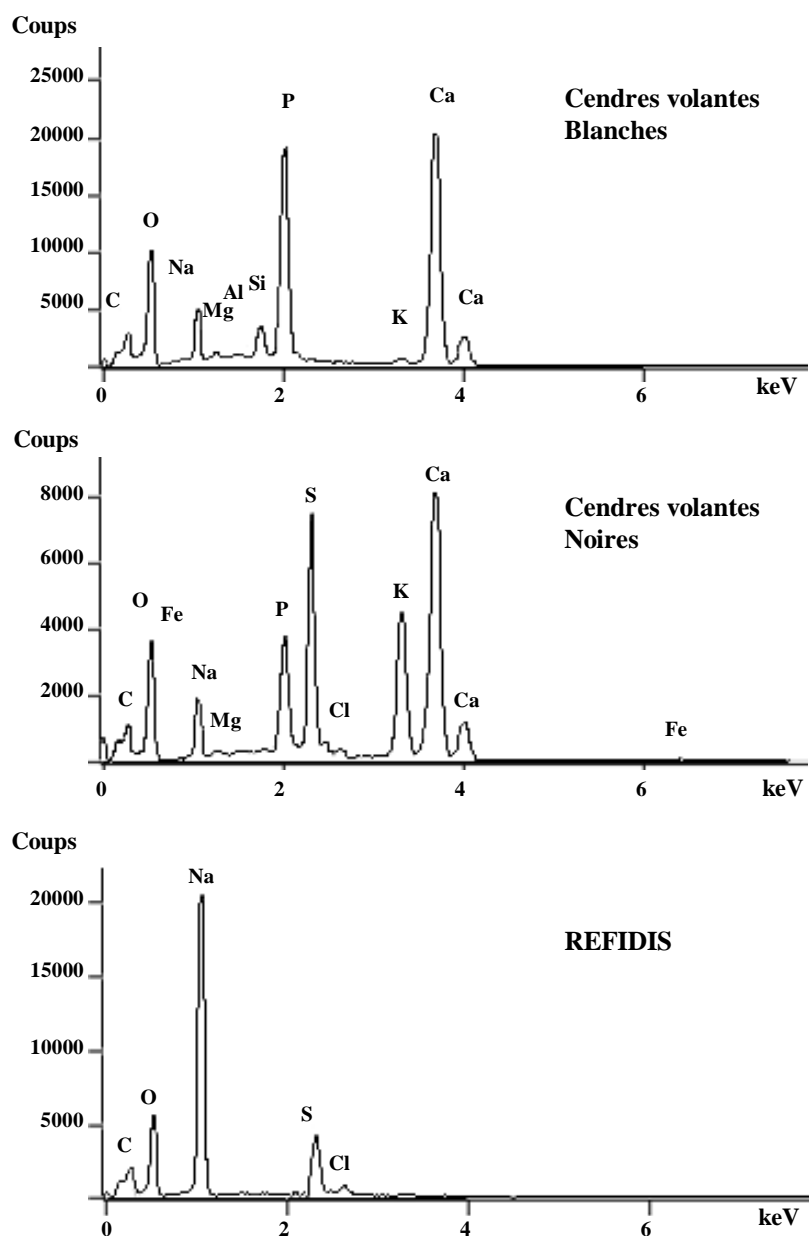 Coups
25000
20000
15000
10000
5000
C
O
Na
Mg
Al
Si
P
K
Ca
Ca
Cendres volantes
Blanches
0
2
4
6
keV
Coups
8000
6000
4000
2000
C
O
Fe
Na
Mg
P
S
Cl
K
Ca
Ca
Fe
Cendres volantes
Noires
0
2
4
6
keV
Coups
20000
15000
10000
5000
C
O
Na
S
Cl
REFIDIS
0
2
4
6
keV